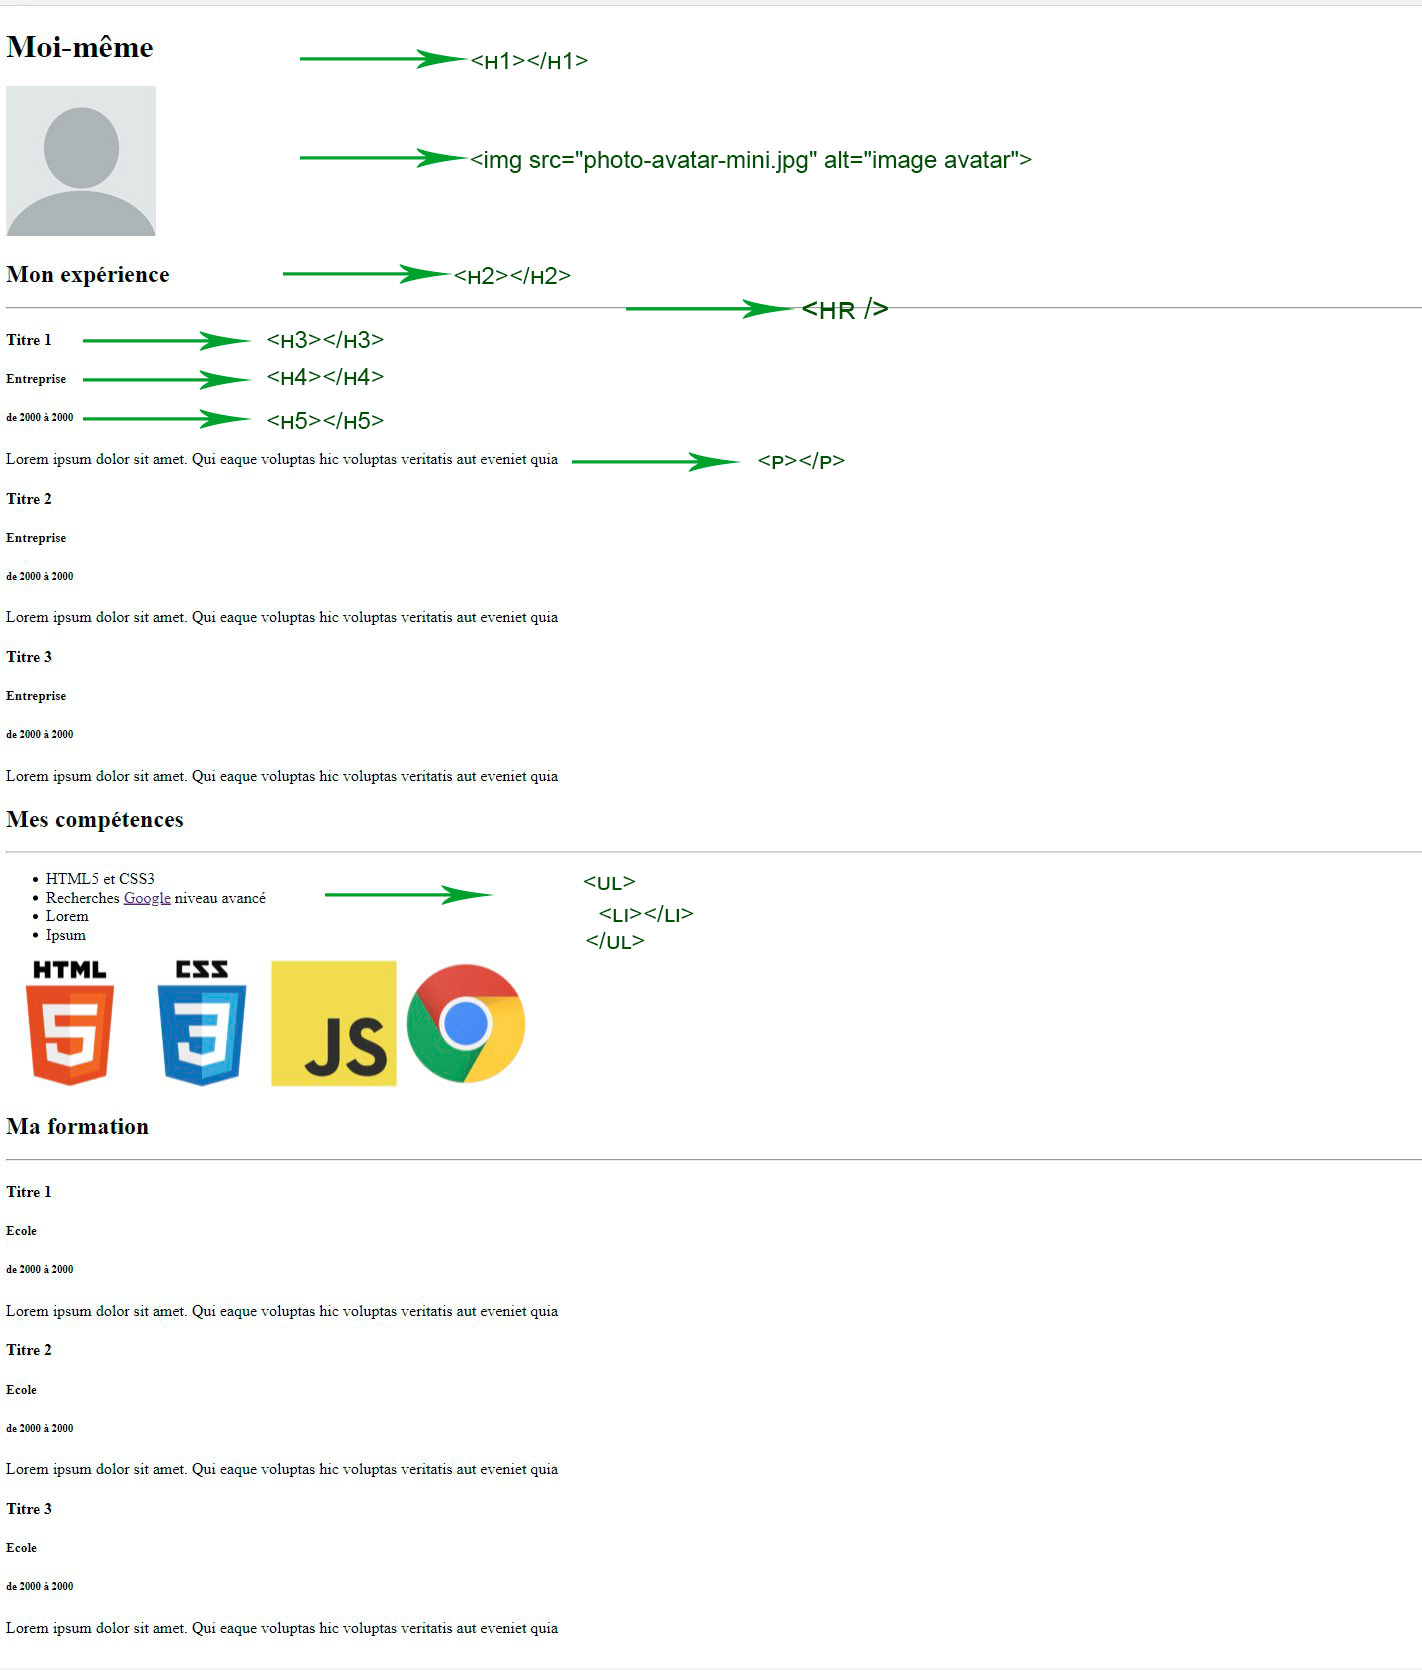 Moi-même
<H1></H1>
<img src="photo-avatar-mini.jpg" alt="image avatar">
Mon expérience
<H2></H2>
<HR />
Titre 1
<H3></H3>
Entreprise
<H4></H4>
de 2000 à 2000
<H5></H5>
Lorem ipsum dolor sit amet. Qui eaque voluptas hic voluptas veritatis aut eveniet quia
<P></P>
Titre 2
Entreprise
de 2000 à 2000
Lorem ipsum dolor sit amet. Qui eaque voluptas hic voluptas veritatis aut eveniet quia
Titre 3
Entreprise
de 2000 à 2000
Lorem ipsum dolor sit amet. Qui eaque voluptas hic voluptas veritatis aut eveniet quia
Mes compétences
HTML5 et CSS3
Recherches Google niveau avancé
Lorem
Ipsum
<UL>
<LI></LI>
</UL>
HTML
5
CSS
3
JS
Ma formation
Titre 1
Ecole
de 2000 à 2000
Lorem ipsum dolor sit amet. Qui eaque voluptas hic voluptas veritatis aut eveniet quia
Titre 2
Ecole
de 2000 à 2000
Lorem ipsum dolor sit amet. Qui eaque voluptas hic voluptas veritatis aut eveniet quia
Titre 3
Ecole
de 2000 à 2000
Lorem ipsum dolor sit amet. Qui eaque voluptas hic voluptas veritatis aut eveniet quia